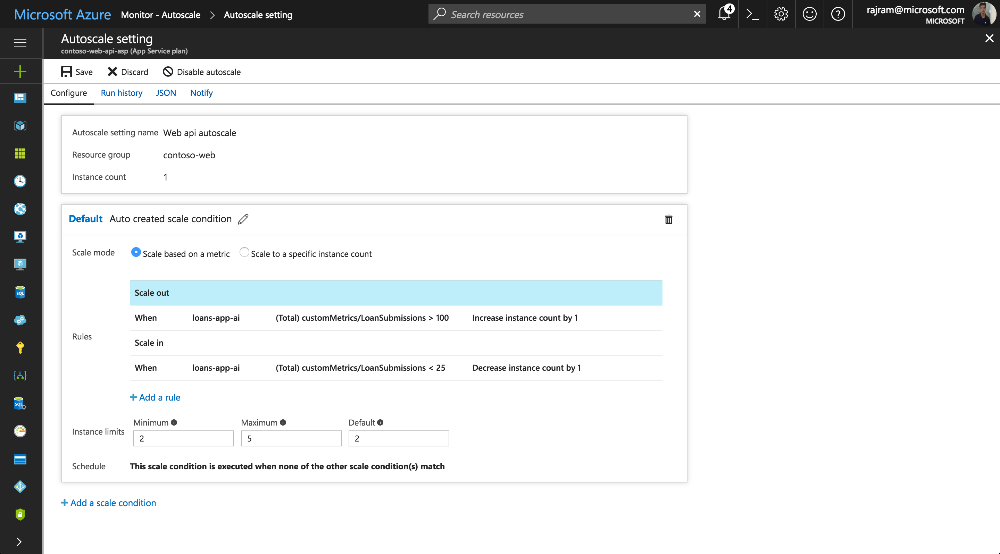 Microsoft Azure Monitor - Autoscale > Autoscale setting
Search resources
4
rajram@microsoft.com
MICROSOFT
Autoscale setting
contoso-web-api-asp (App Service plan)
Save Discard Disable autoscale
Configure Run history JSON Notify
Autoscale setting name Web api autoscale
Resource group contoso-web
Instance count 1
Default Auto created scale condition
Scale mode Scale based on a metric Scale to a specific instance count
Scale out
When loans-app-ai (Total) customMetrics/LoanSubmissions > 100 Increase instance count by 1
Rules
Scale in
When loans-app-ai (Total) customMetrics/LoanSubmissions < 25 Decrease instance count by 1
+ Add a rule
Minimum Maximum Default
Instance limits
2 5 2
Schedule This scale condition is executed when none of the other scale condition(s) match
+ Add a scale condition
SQL
SQL